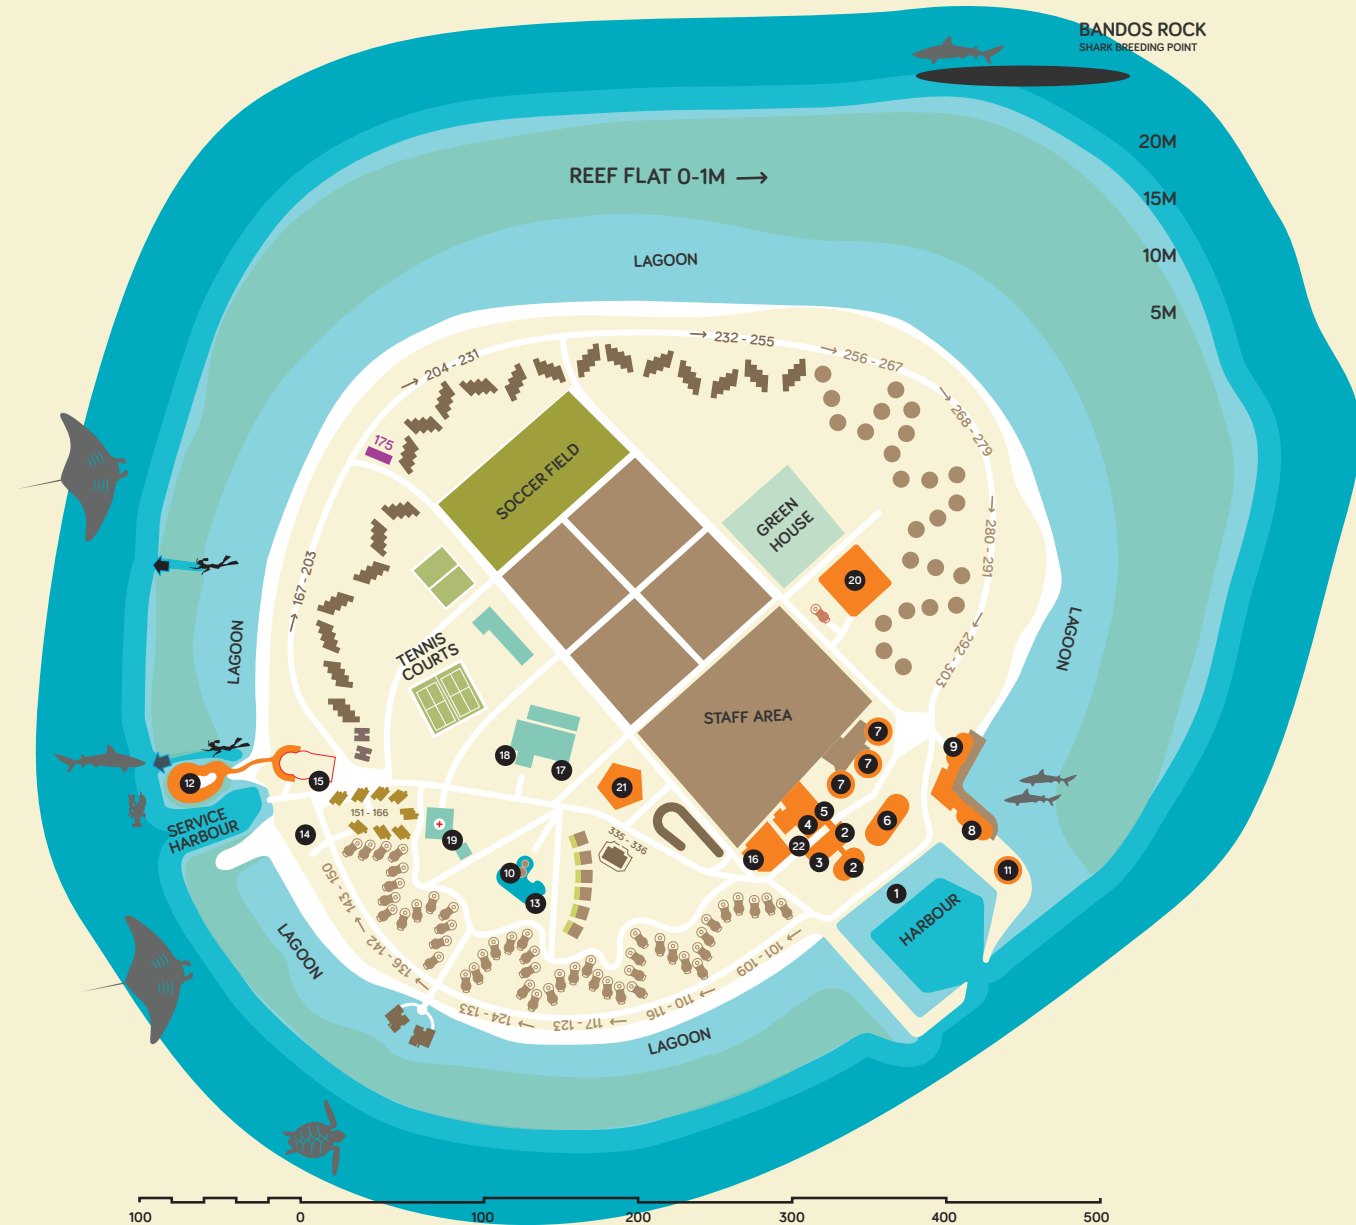 BANDOS ROCK
SHARK BREEDING POINT
20M
REEF FLAT 0-1M
15M
LAGOON
10M
5M
232 - 255
204 - 231
256 - 267
268 - 279
175
SOCCER FIELD
GREEN
HOUSE
280 - 291
167 - 203
20
LAGOON
LAGOON
TENNIS
COURTS
292 - 303
STAFF AREA
7
9
18
17
7
12
15
21
7
151 - 166
5
SERVICE
HARBOUR
14
19
335 - 336
4
2
6
8
22
16
3
2
10
11
143 - 150
13
1
HARBOUR
LAGOON
136 - 142
101 - 109
124 - 133
117 - 123
110 - 116
LAGOON
100
0
100
200
300
400
500